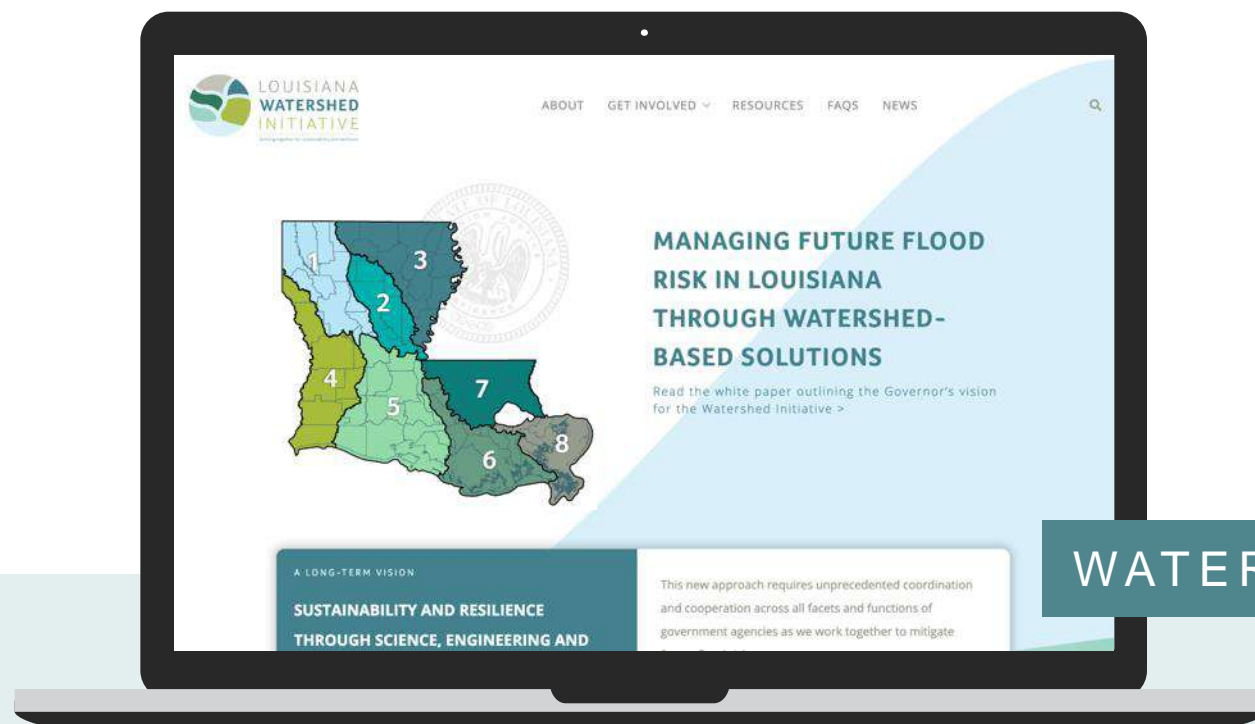 LOUISIANA
WATERSHED
INITIATIVE
ABOUT GET INVOLVED RESOURCES FAQS NEWS
1
3
2
4
5
7
6
8
MANAGING FUTURE FLOOD
RISK IN LOUISIANA
THROUGH WATERSHED-
BASED SOLUTIONS
Read the white paper outlining the Governor's vision
for the Watershed Initiative >
A LONG-TERM VISION
SUSTAINABILITY AND RESILIENCE
THROUGH SCIENCE, ENGINEERING AND
This new approach requires unprecedented coordination
and cooperation across all facets and functions of
government agencies as we work together to mitigate
WATER